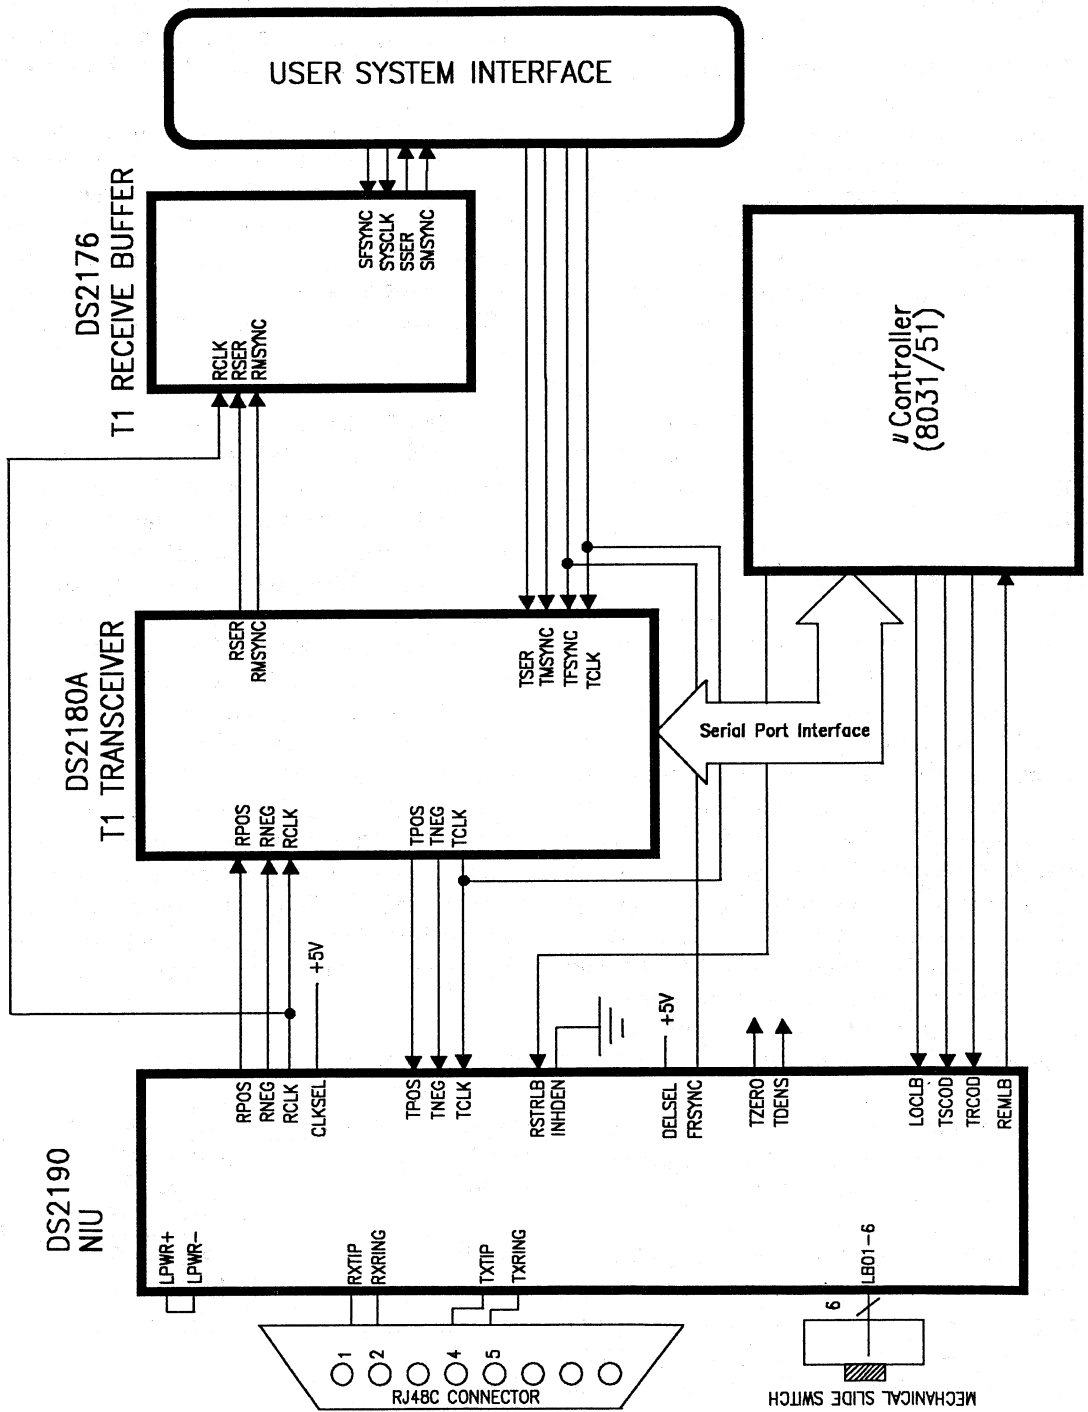 USER SYSTEM INTERFACE
DS2176
T1 RECEIVE BUFFER
SFSYNC
SYSCLK
SSER
SMSYNC
RCLK
RSER
RMSYNC
µ Controller
(8031/51)
DS2180A
T1 TRANSCEIVER
RSER
RMSYNC
TSER
TMSYNC
TFSYNC
TCLK
RPOS
RNEG
RCLK
TPOS
TNEG
TCLK
Serial Port Interface
+5V
+5V
DS2190
NIU
RPOS
RNEG
RCLK
CLKSEL
TPOS
TNEG
TCLK
RSTRLB
INHDEN
DELSEL
FRSYNC
TZERO
TDENS
LOCLB
TSCOD
TRCOD
REMLB
LPWR+
LPWR-
RXTIP
RXRING
TXTIP
TXRING
LBO1-6
6
1
2
4
5
RJ48C CONNECTOR
MECHANICAL SLIDE SWITCH